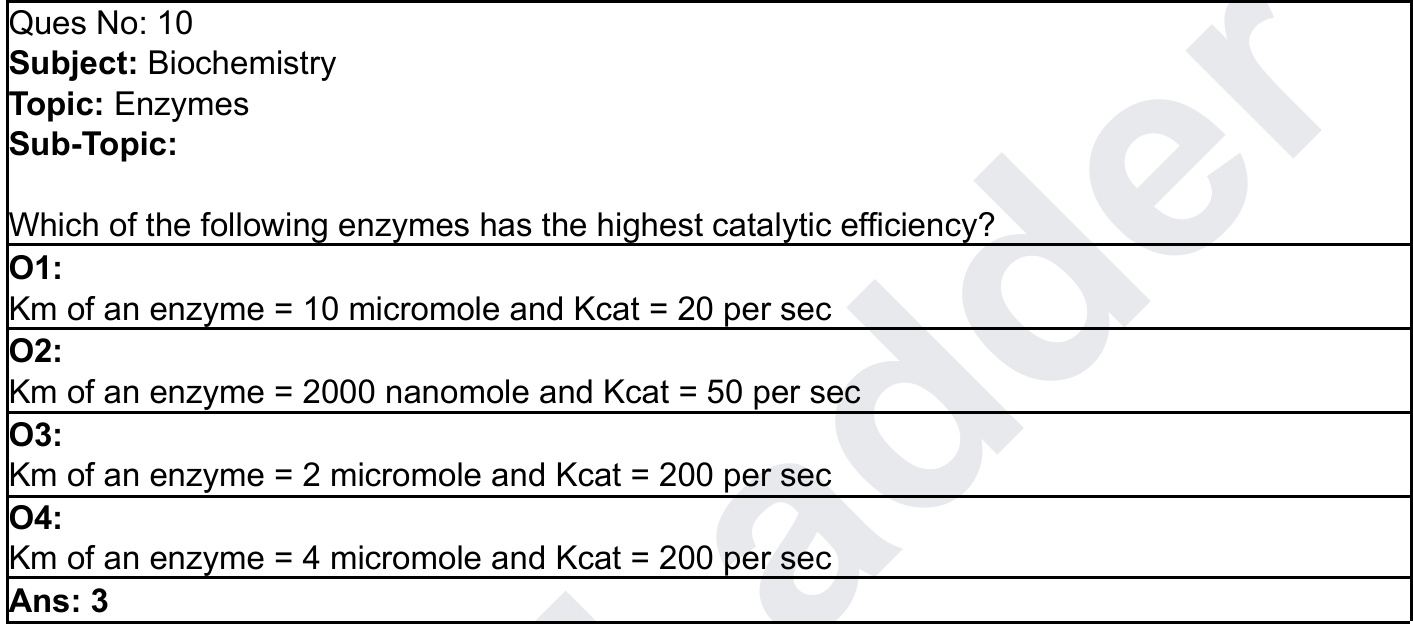 Ques No: 10
Subject: Biochemistry
Topic: Enzymes
Sub-Topic:
Which of the following enzymes has the highest catalytic efficiency?
O1:
Km of an enzyme = 10 micromole and Kcat = 20 per sec
O2:
Km of an enzyme = 2000 nanomole and Kcat = 50 per sec
O3:
Km of an enzyme = 2 micromole and Kcat = 200 per sec
O4:
Km of an enzyme = 4 micromole and Kcat = 200 per sec
Ans: 3
adder